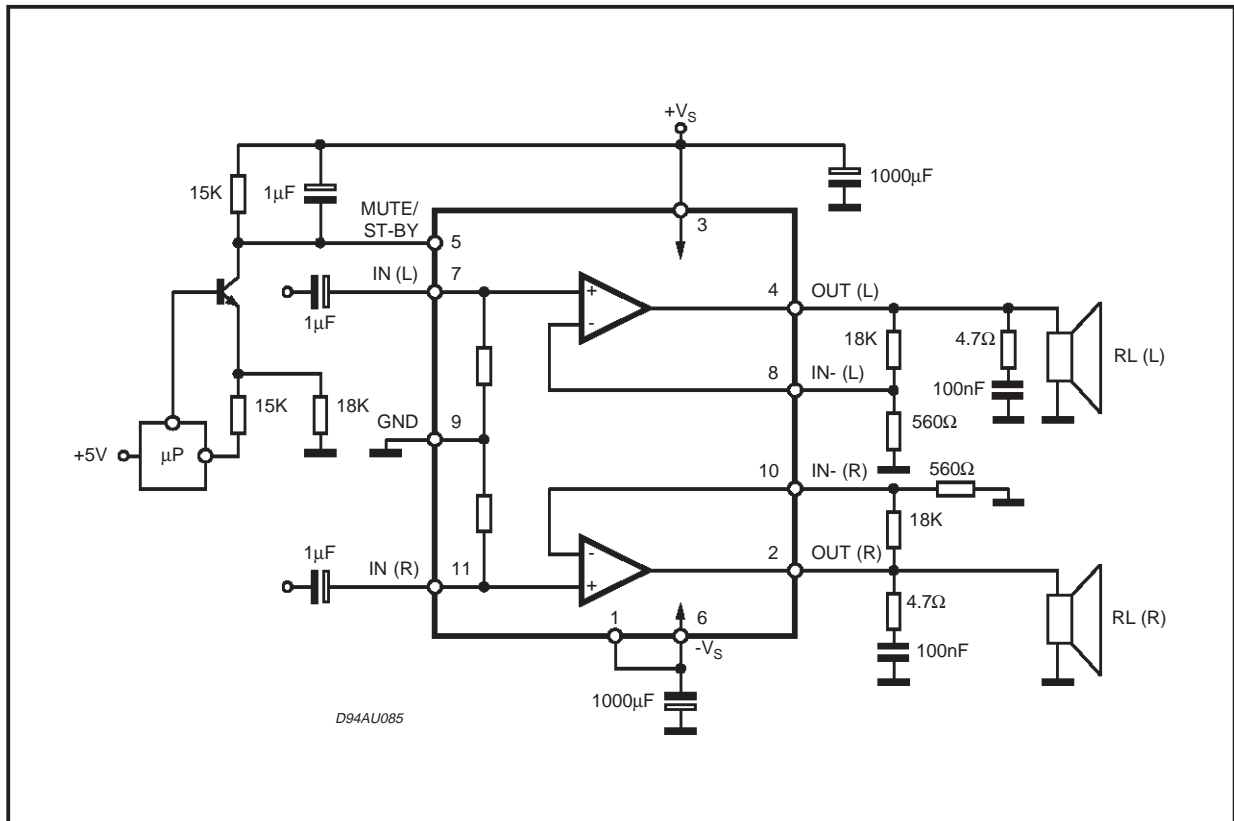 +VS
1000µF
15K
1µF
MUTE/
ST-BY
3
5
IN (L)
7
4
OUT (L)
+
-
1µF
18K
4.7Ω
RL (L)
8
IN- (L)
100nF
15K
18K
GND
9
560Ω
+5V
µP
10
IN- (R)
560Ω
18K
1µF
IN (R)
11
-
+
2
OUT (R)
4.7Ω
RL (R)
1
6
-VS
100nF
1000µF
D94AU085